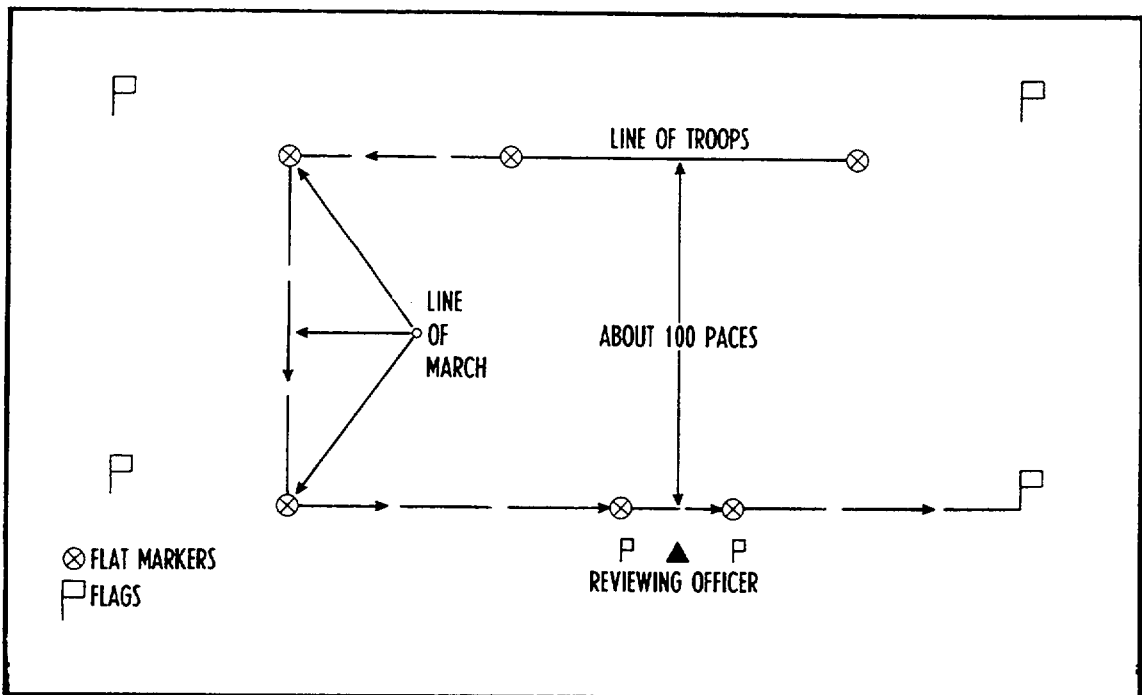 LINE OF TROOPS
LINE
OF
MARCH
ABOUT 100 PACES
FLAT MARKERS
FLAGS
REVIEWING OFFICER